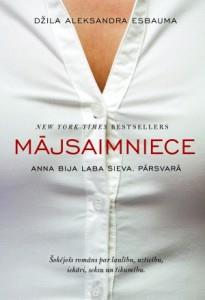 DŽILA ALEKSANDRA ESBAUMA
NEW YORK TIMES BESTSELLERS
MĀJSAIMNIECE
ANNA BIJA LABA SIEVA. PĀRSVARĀ
Šokējošs romāns par laulību, uzticību,
iekāri, seksu un tikumību.